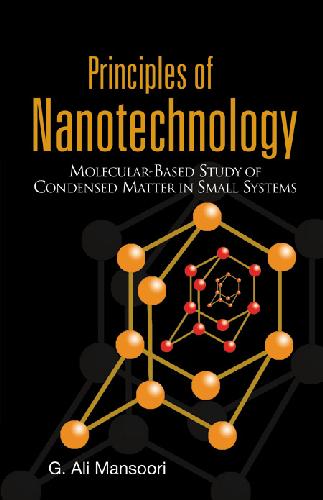 Principles of
Nanotechnology
MOLECULAR-BASED STUDY OF
CONDENSED MATTER IN SMALL SYSTEMS
G. Ali Mansoori